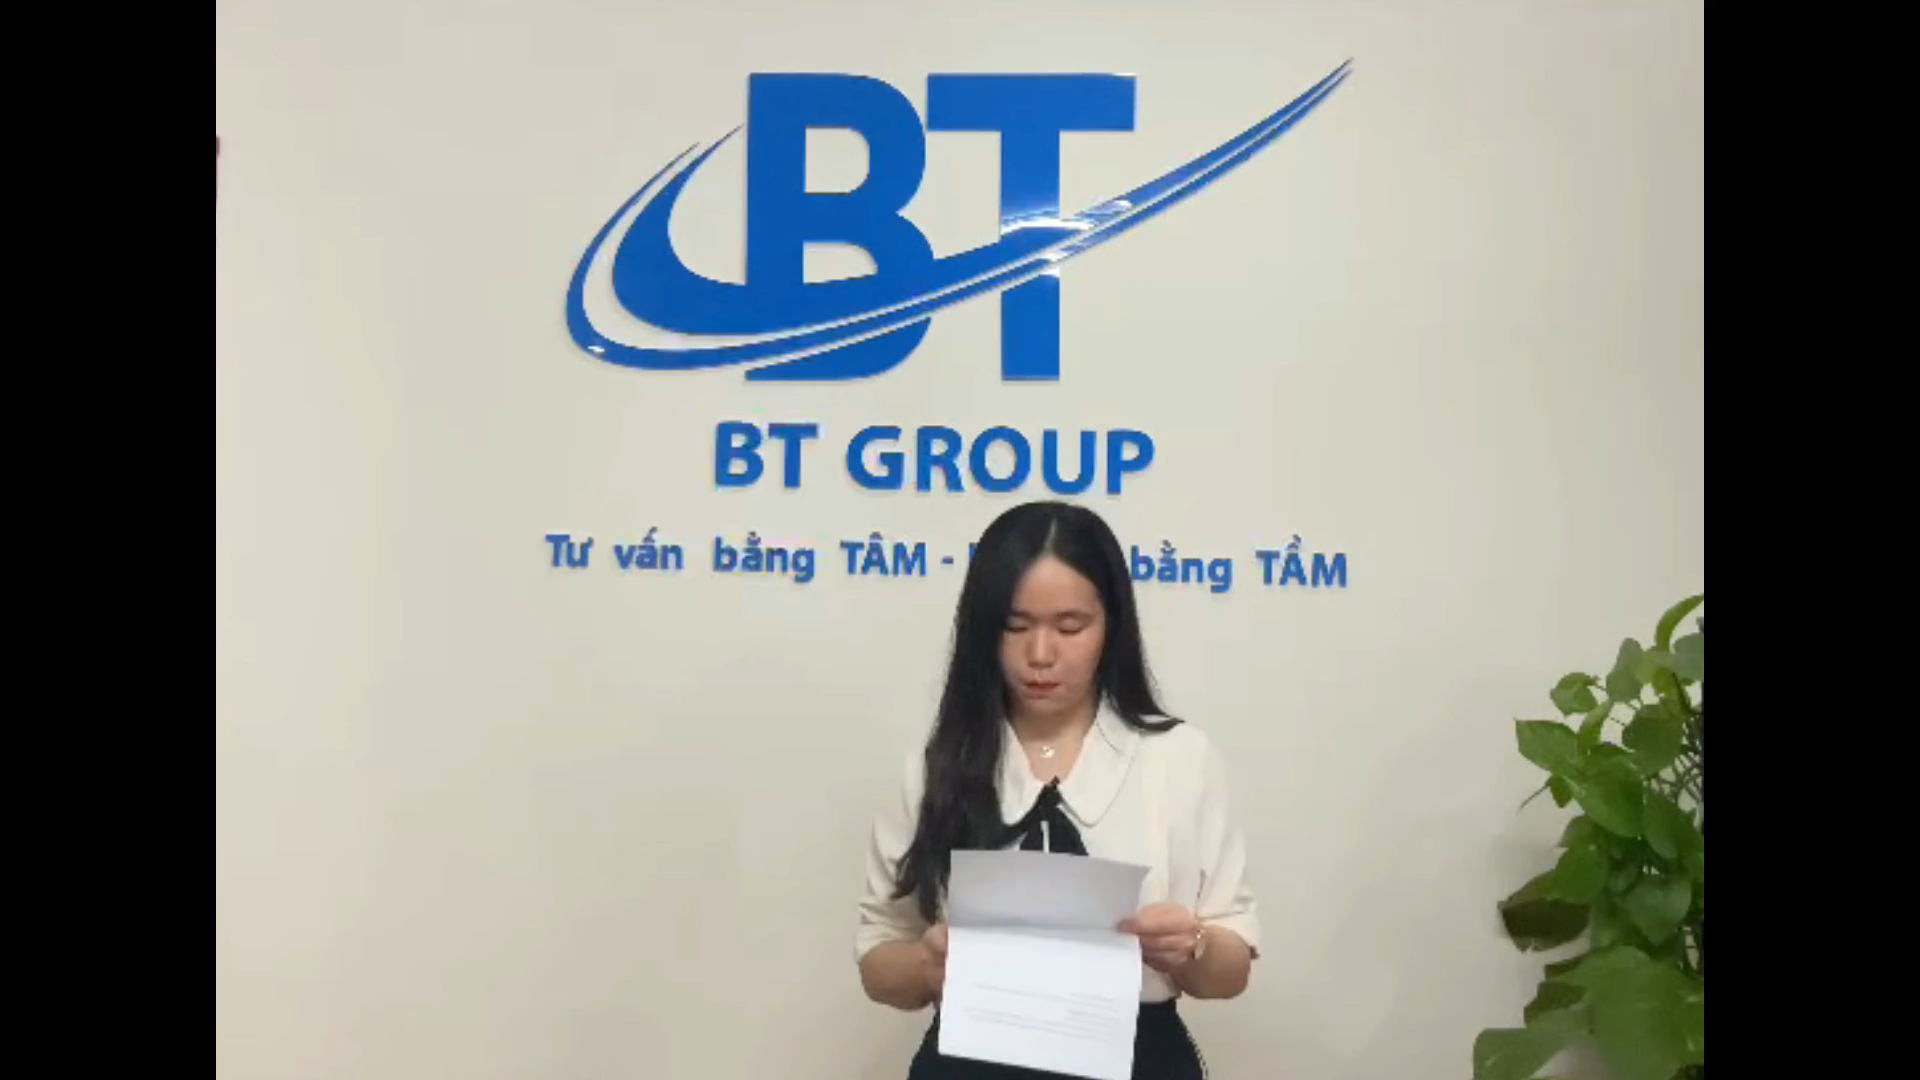 BT
BT GROUP
Tư vấn bằng TÂM - bằng TẦM